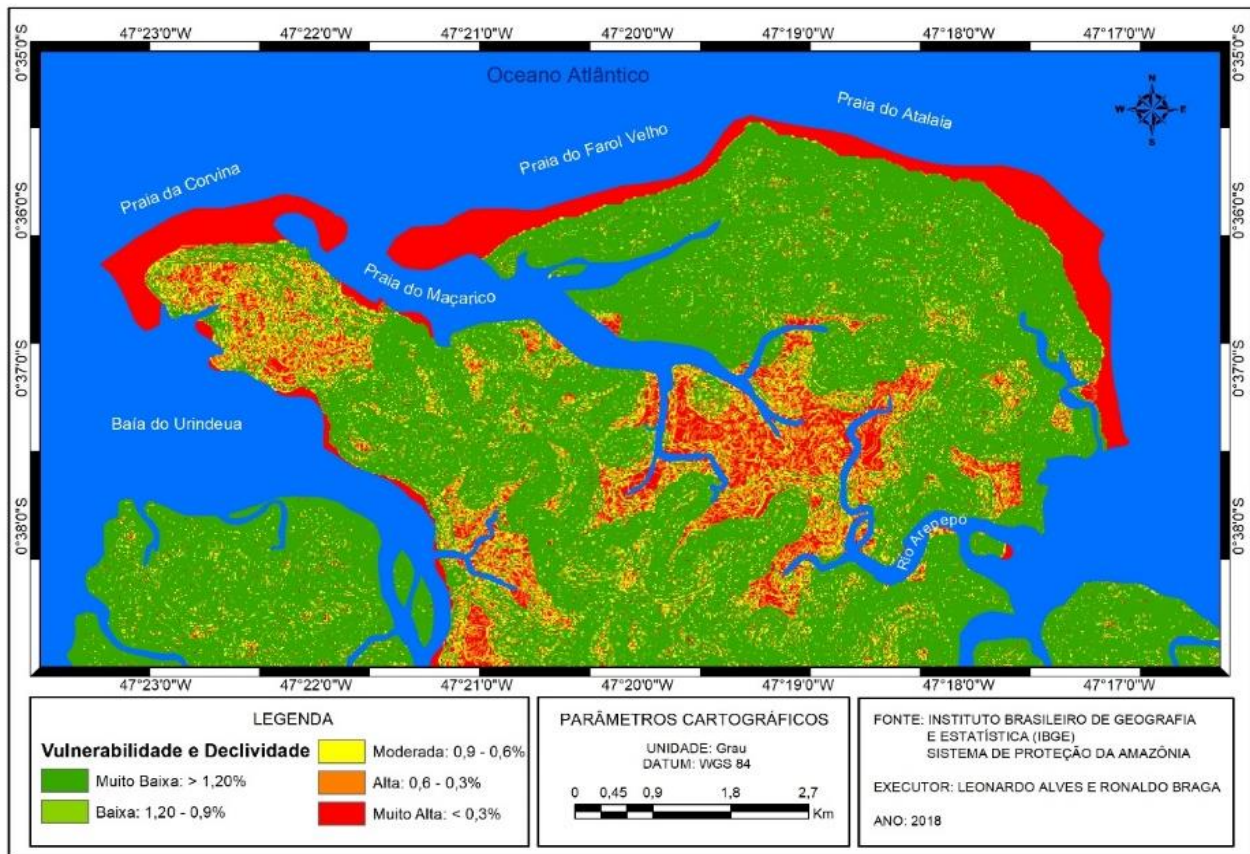 47°23'0"W 47°22'0"W 47°21'0"W 47°20'0"W 47°19'0"W 47°18'0"W 47°17'0"W
0°35'0"S 0°35'0"S
Oceano Atlântico
N
W E
S
Praia do Atalaia
Praia do Farol Velho
Praia da Corvina
0°36'0"S 0°36'0"S
Praia do Maçarico
0°37'0"S 0°37'0"S
Baía do Urindeua
0°38'0"S 0°38'0"S
Rio Arepepó
47°23'0"W 47°22'0"W 47°21'0"W 47°20'0"W 47°19'0"W 47°18'0"W 47°17'0"W
LEGENDA
Vulnerabilidade e Declividade
Muito Baixa: > 1,20%
Baixa: 1,20 - 0,9%
Moderada: 0,9 - 0,6%
Alta: 0,6 - 0,3%
Muito Alta: < 0,3%
PARÂMETROS CARTOGRÁFICOS
UNIDADE: Grau
DATUM: WGS 84
0 0,45 0,9 1,8 2,7
Km
FONTE: INSTITUTO BRASILEIRO DE GEOGRAFIA
E ESTATÍSTICA (IBGE)
SISTEMA DE PROTEÇÃO DA AMAZÔNIA
EXECUTOR: LEONARDO ALVES E RONALDO BRAGA
ANO: 2018